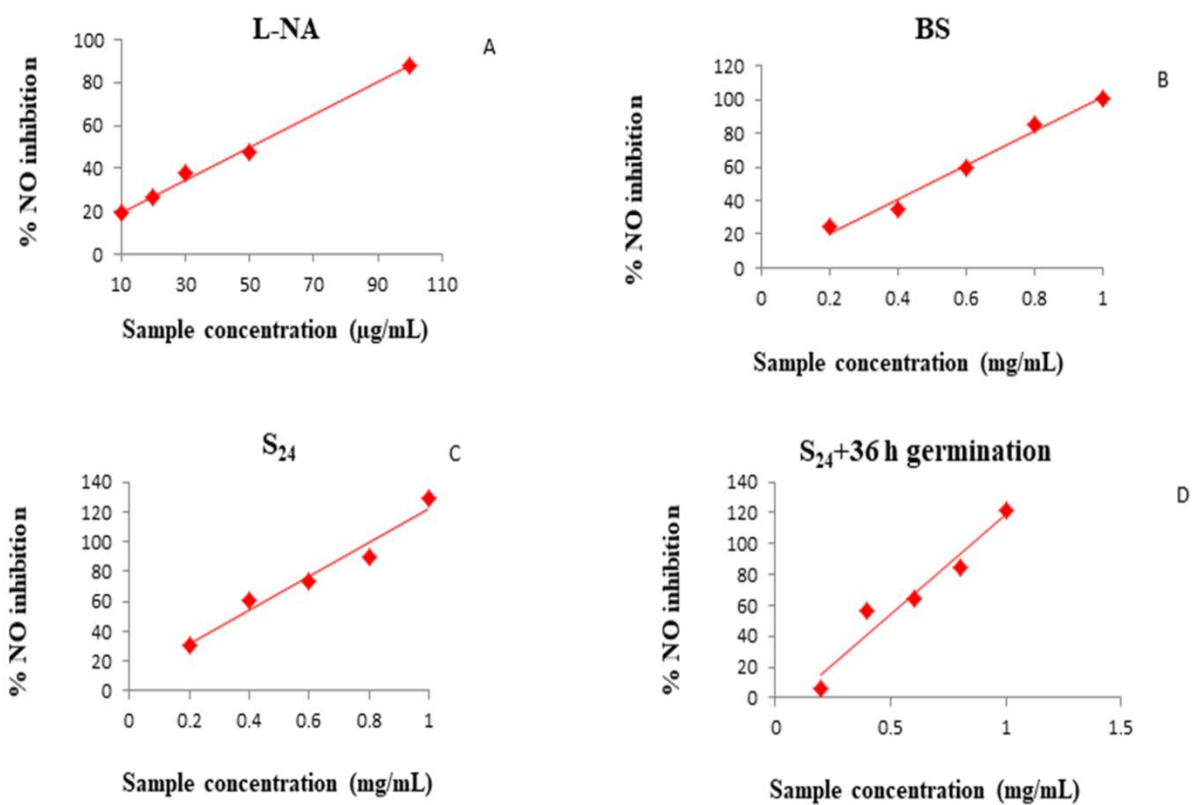 L-NA
A
% NO inhibition
100
80
60
40
20
0
10 30 50 70 90 110
Sample concentration (µg/mL)
BS
B
% NO inhibition
120
100
80
60
40
20
0
0 0.2 0.4 0.6 0.8 1
Sample concentration (mg/mL)
S24
C
% NO inhibition
140
120
100
80
60
40
20
0
0 0.2 0.4 0.6 0.8 1
Sample concentration (mg/mL)
S24+36 h germination
D
% NO inhibition
140
120
100
80
60
40
20
0
0 0.5 1 1.5
Sample concentration (mg/mL)